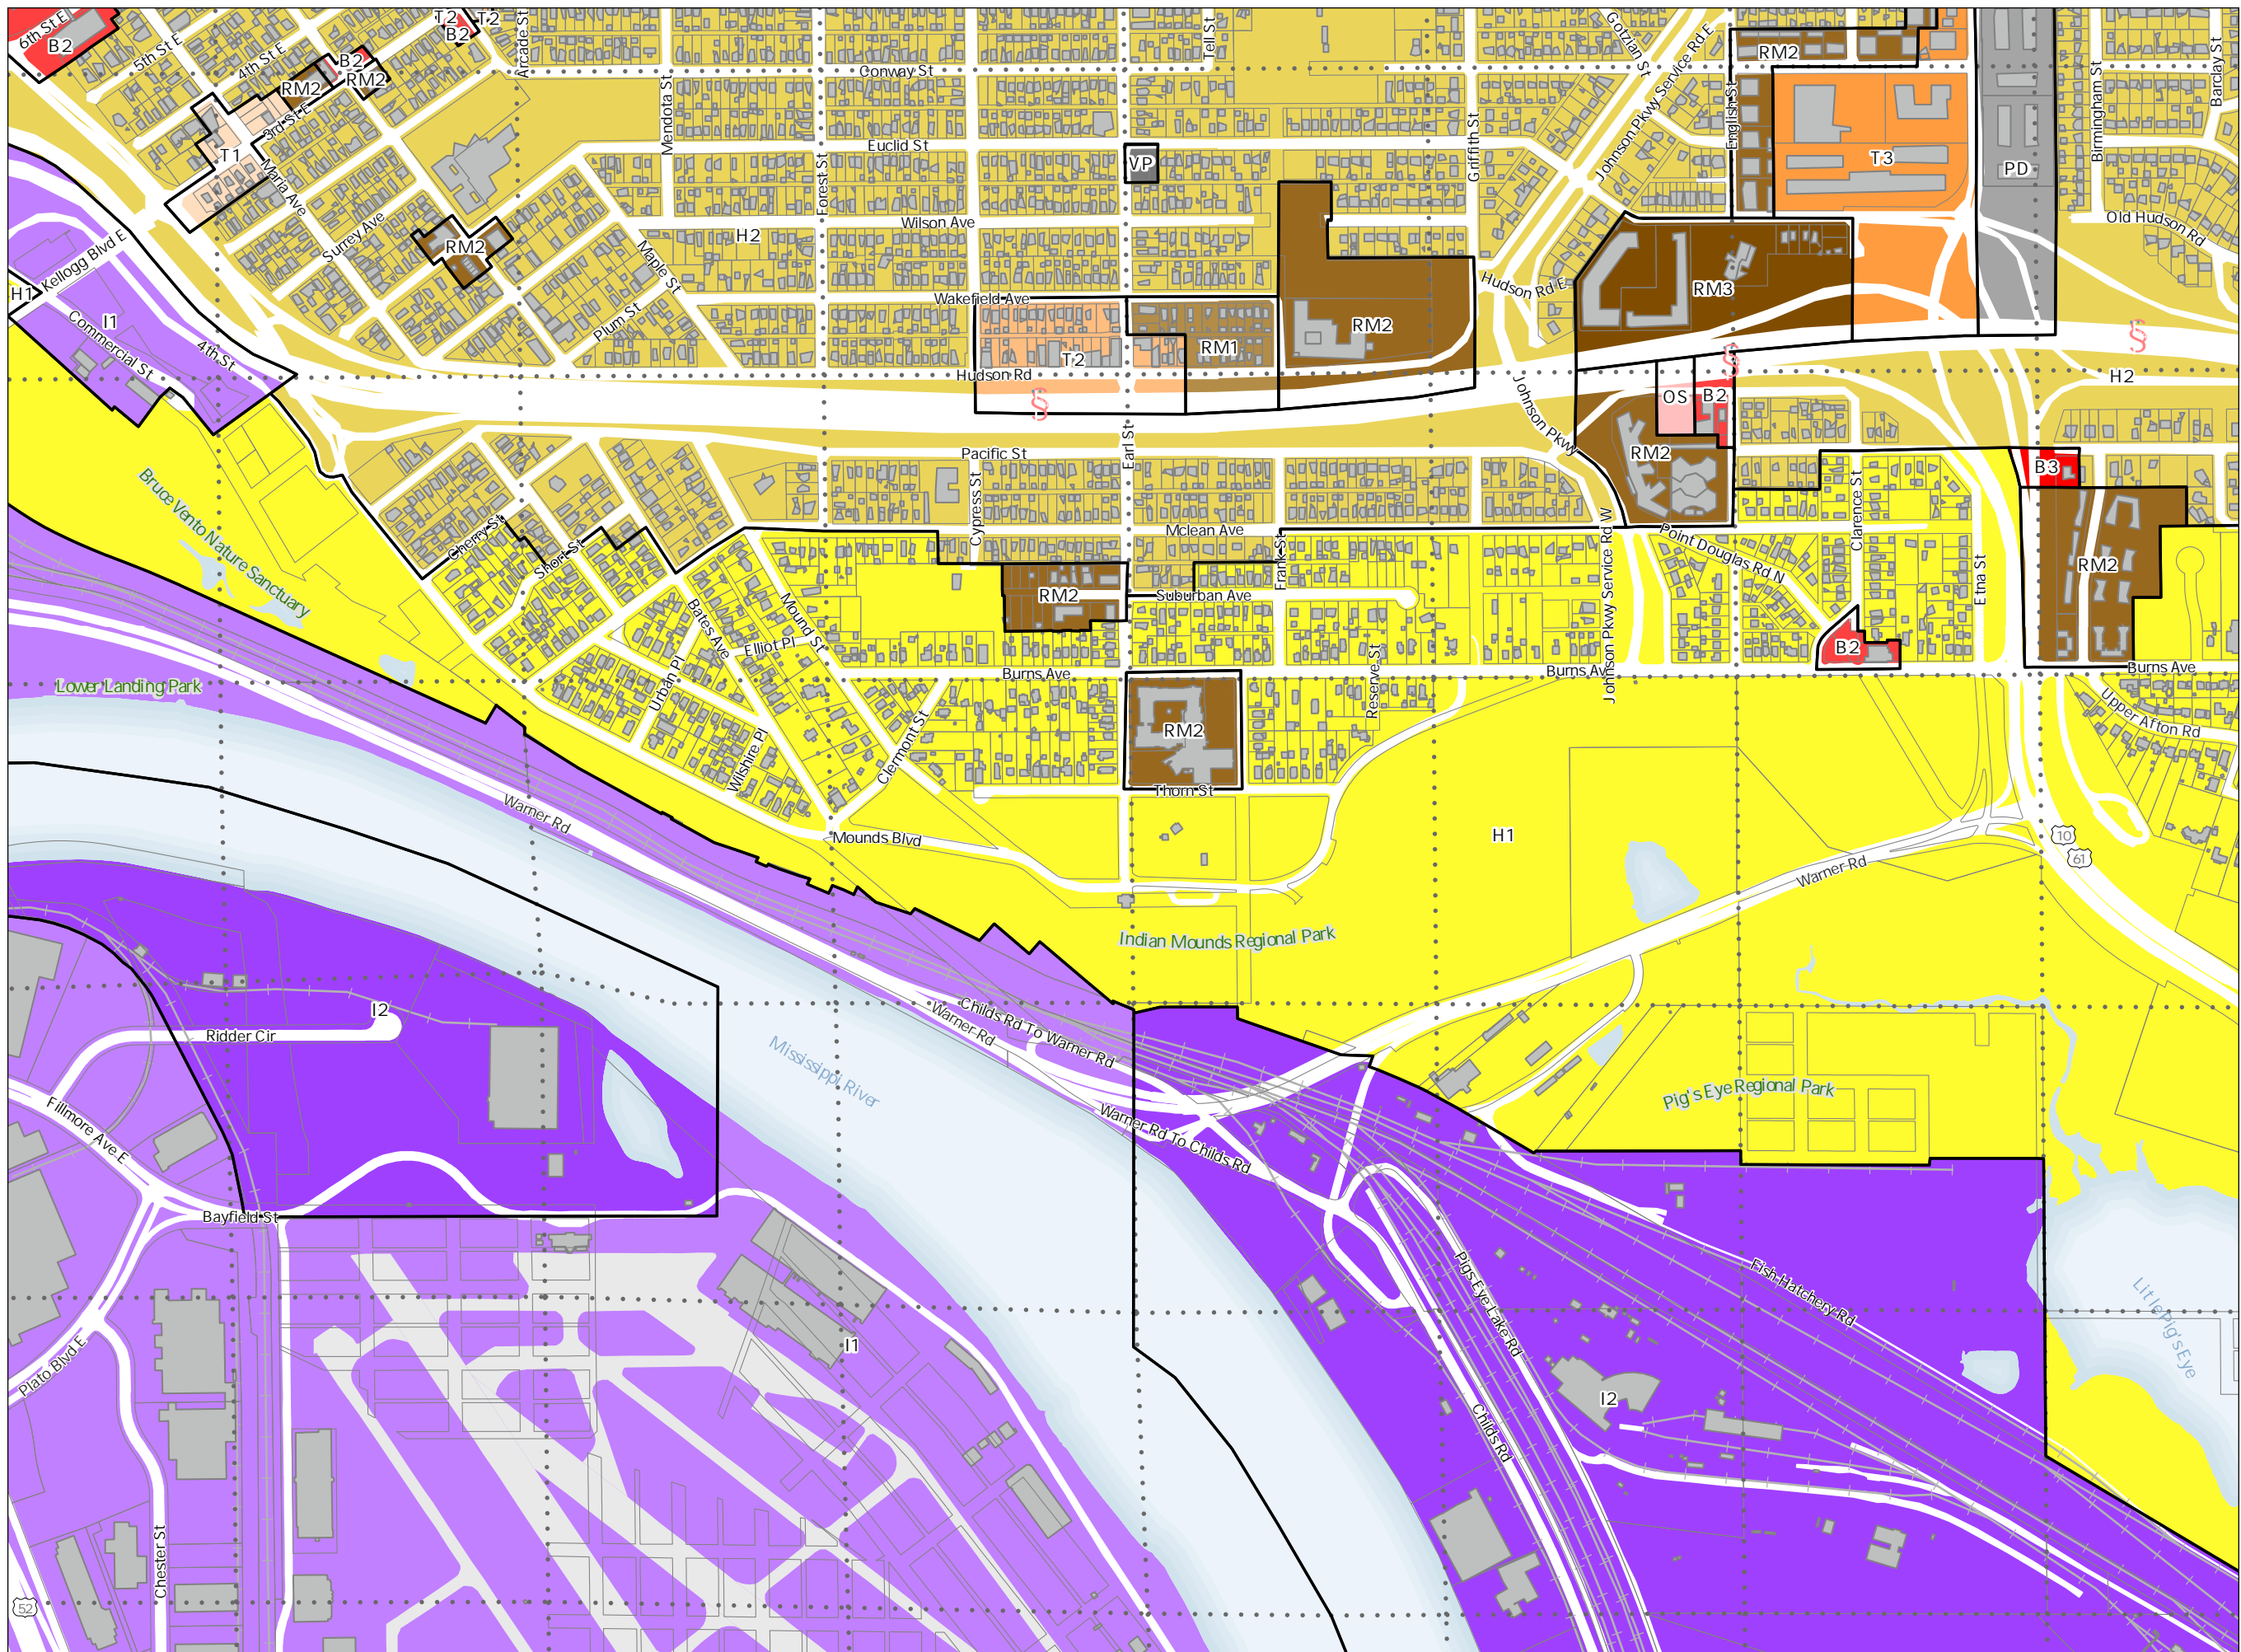 6th St E
B2
5th St E
4th St E
T2
T2
B2
Arcade St
B2
RM2
RM2
3rd St E
T1
Maria Ave
Conway St
Mendota St
Tell St
Gotzian St
Johnson Pkwy Service Rd E
RM2
English St
Birmingham St
Barclay St
Euclid St
VP
Forest St
Griffith St
T3
PD
Wilson Ave
H2
Surrey Ave
RM2
Maple St
Old Hudson Rd
Kellogg Blvd E
H1
I1
Commercial St
4th St
Plum St
Wakefield Ave
Hudson Rd E
RM3
RM2
T2
RM1
Hudson Rd
§
§
§
H2
OS
B2
Johnson Pkwy
Earl St
Pacific St
RM2
B3
Bruce Vento Nature Sanctuary
Cherry St
Short St
Cypress St
Mclean Ave
Frank St
Point Douglas Rd N
Clarence St
Etna St
RM2
RM2
Suburban Ave
Bates Ave
Mound St
Elliot Pl
Johnson Pkwy Service Rd W
B2
Burns Ave
Burns Ave
Burns Ave
Lower Landing Park
Urban Pl
Reserve St
Upper Afton Rd
RM2
Clermont St
Wilshire Pl
Thorn St
Warner Rd
Mounds Blvd
H1
10
61
Warner Rd
Indian Mounds Regional Park
I2
Ridder Cir
Childs Rd To Warner Rd
Warner Rd
Mississippi River
Pig's Eye Regional Park
Fillmore Ave E
Warner Rd To Childs Rd
Bayfield St
Pigs Eye Lake Rd
Fish Hatchery Rd
Little Pig's Eye
Plato Blvd E
I1
I2
Childs Rd
Chester St
52